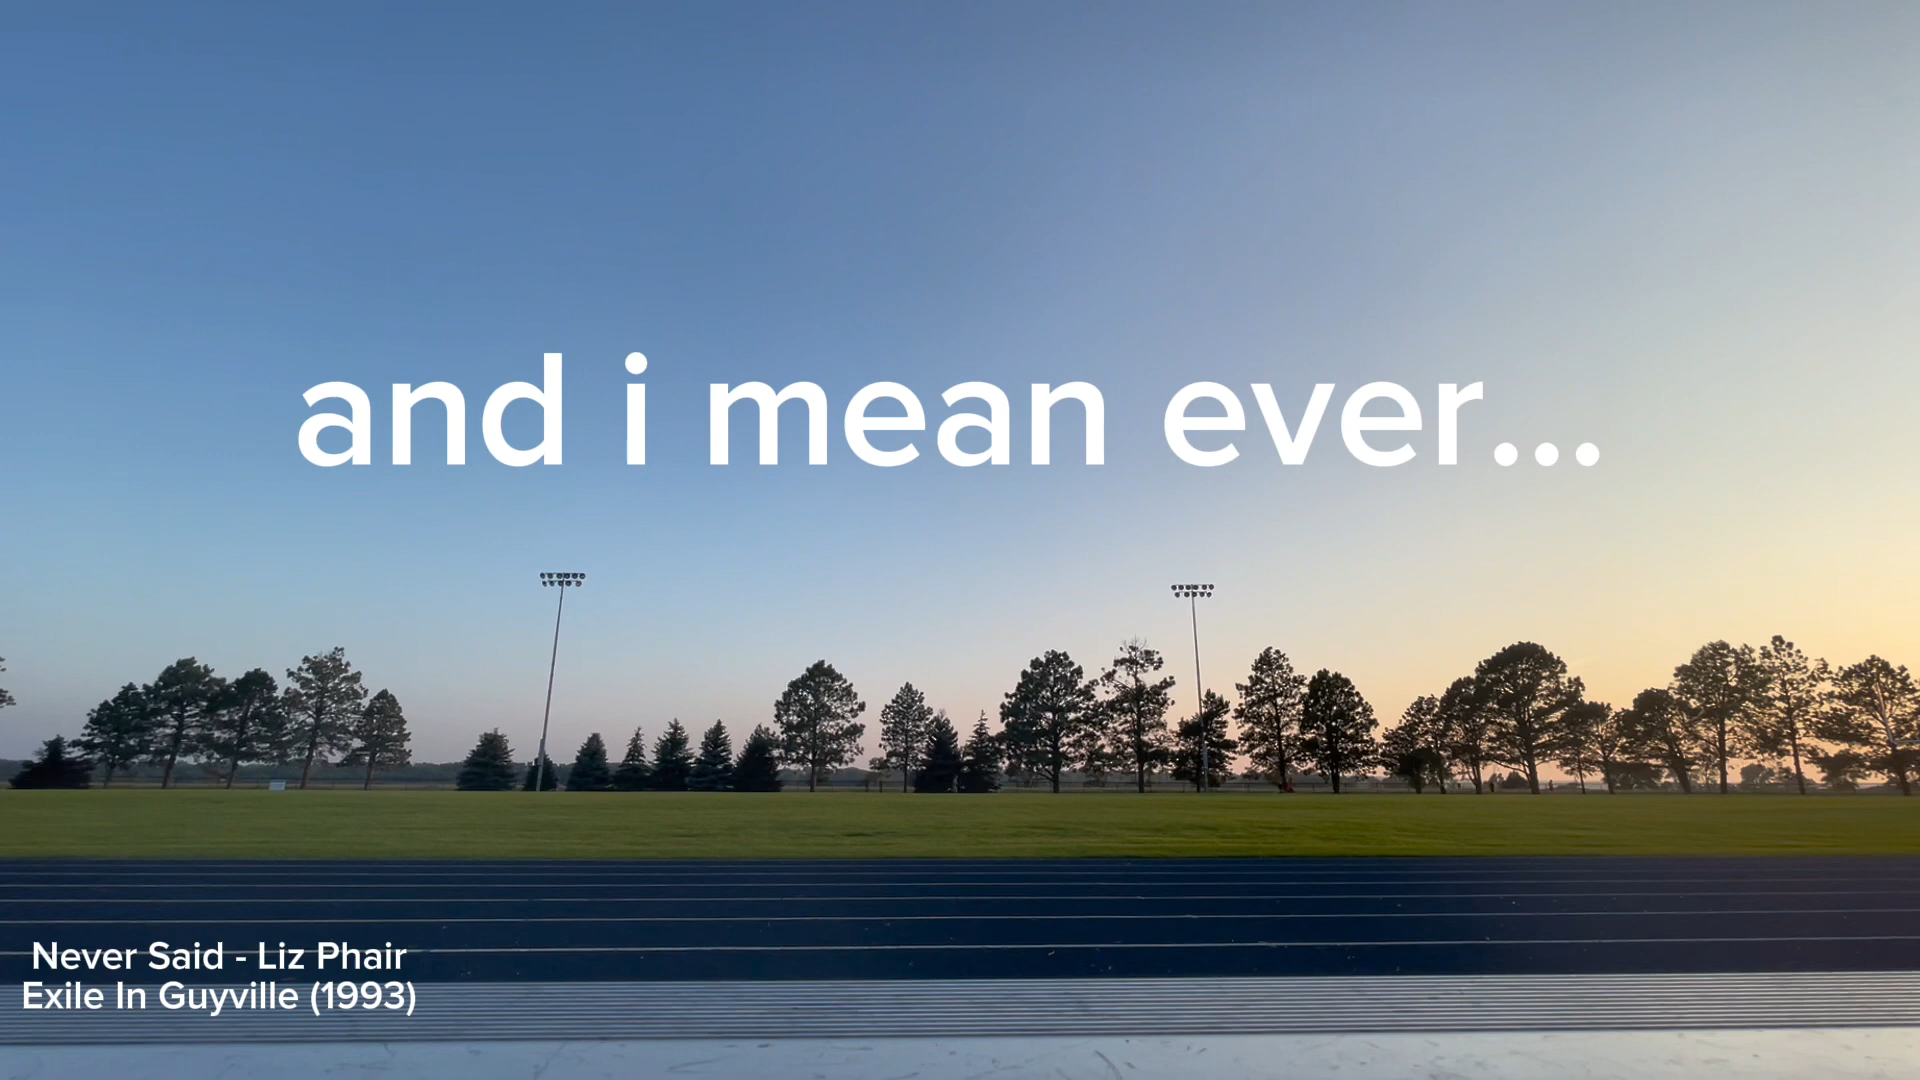 and i mean ever...
Never Said - Liz Phair
Exile In Guyville (1993)